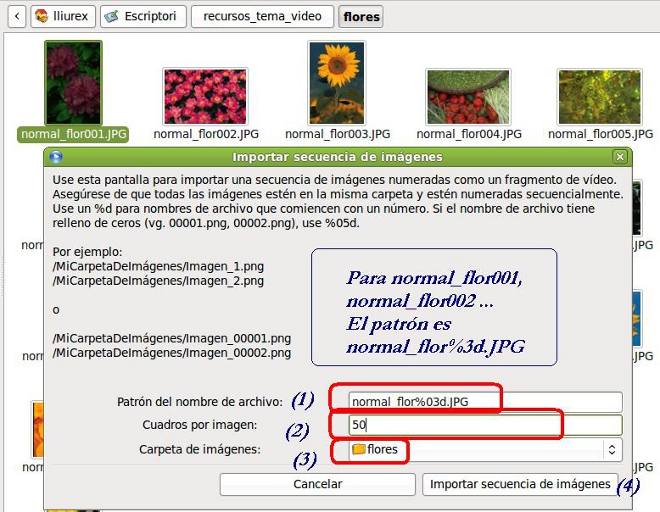 lliurex Escriptori recursos_tema_video flores
normal_flor001.JPG normal_flor002.JPG normal_flor003.JPG normal_flor004.JPG normal_flor005.JPG
Importar secuencia de imágenes
Use esta pantalla para importar una secuencia de imágenes numeradas como un fragmento de vídeo.
Asegúrese de que todas las imágenes estén en la misma carpeta y estén numeradas secuencialmente.
Use un %d para nombres de archivo que comiencen con un número. Si el nombre de archivo tiene
relleno de ceros (vg. 00001.png, 00002.png), use %05d.
Por ejemplo:
/MiCarpetaDeImágenes/Imagen_1.png
/MiCarpetaDeImágenes/Imagen_2.png
o
/MiCarpetaDeImágenes/Imagen_00001.png
/MiCarpetaDeImágenes/Imagen_00002.png
Para normal_flor001,
normal_flor002 ...
El patrón es
normal_flor%3d.JPG
Patrón del nombre de archivo: (1) normal_flor%03d.JPG
Cuadros por imagen: (2) 50
Carpeta de imágenes: (3) flores
Cancelar Importar secuencia de imágenes (4)